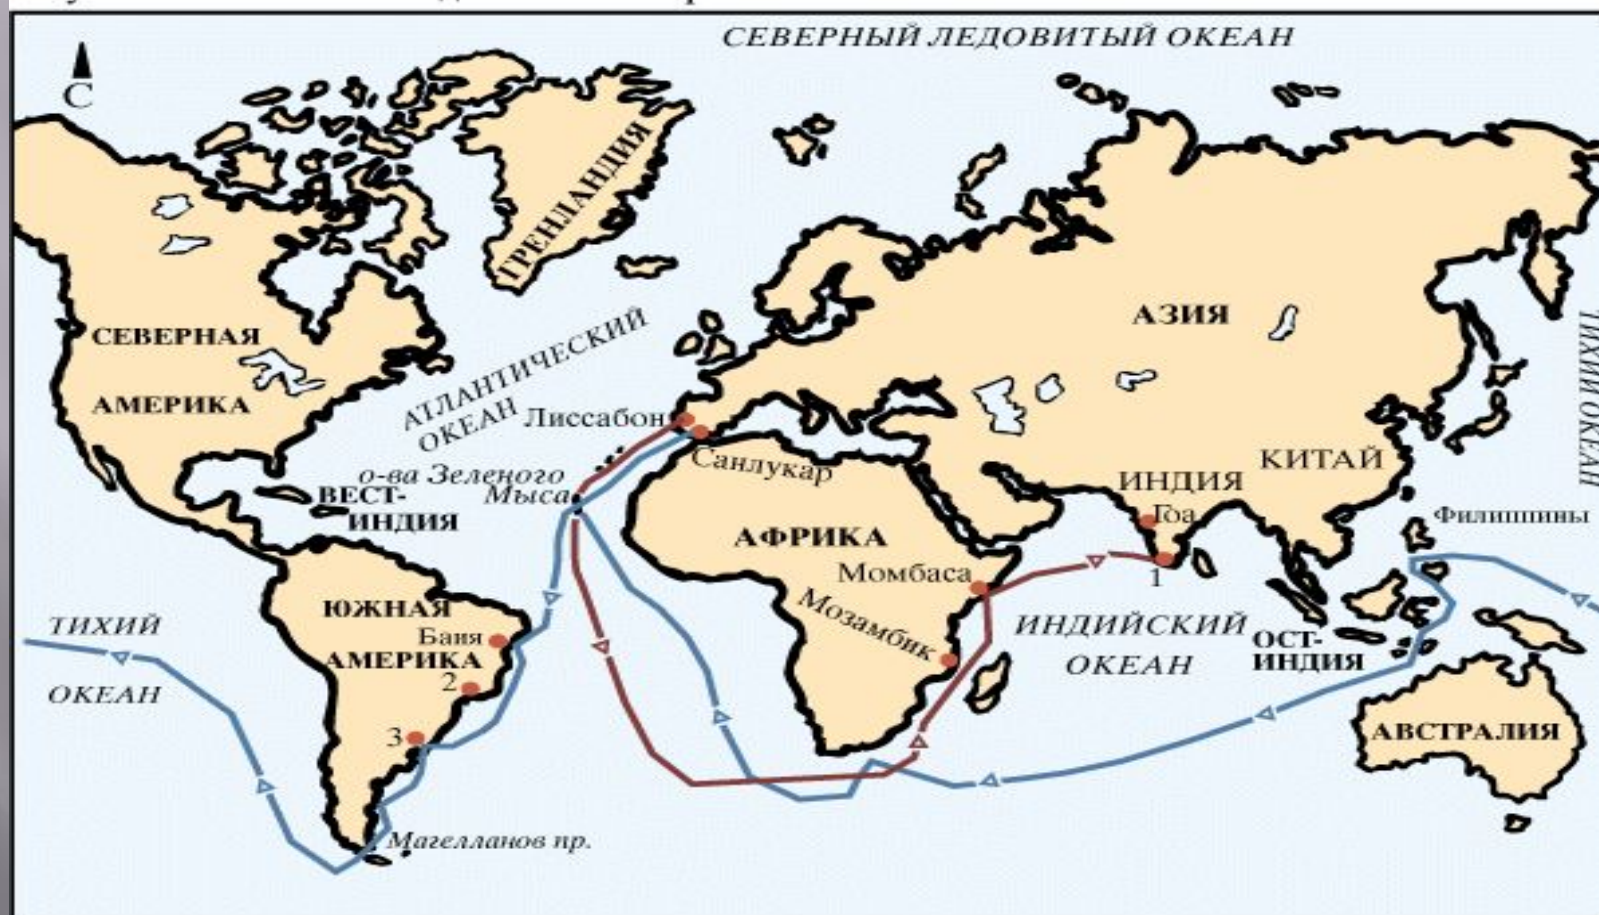 СЕВЕРНЫЙ ЛЕДОВИТЫЙ ОКЕАН
С
ГРЕНЛАНДИЯ
СЕВЕРНАЯ
АМЕРИКА
АТЛАНТИЧЕСКИЙ
ОКЕАН
АЗИЯ
ТИХИЙ ОКЕАН
Лиссабон
Санлукар
о-ва Зеленого
Мыса
ВЕСТ-
ИНДИЯ
КИТАЙ
ИНДИЯ
Гоа
Филиппины
АФРИКА
Момбаса
1
Мозамбик
ЮЖНАЯ
Баия
АМЕРИКА
2
3
ТИХИЙ
ОКЕАН
ИНДИЙСКИЙ
ОКЕАН
ОСТ-
ИНДИЯ
АВСТРАЛИЯ
Магелланов пр.